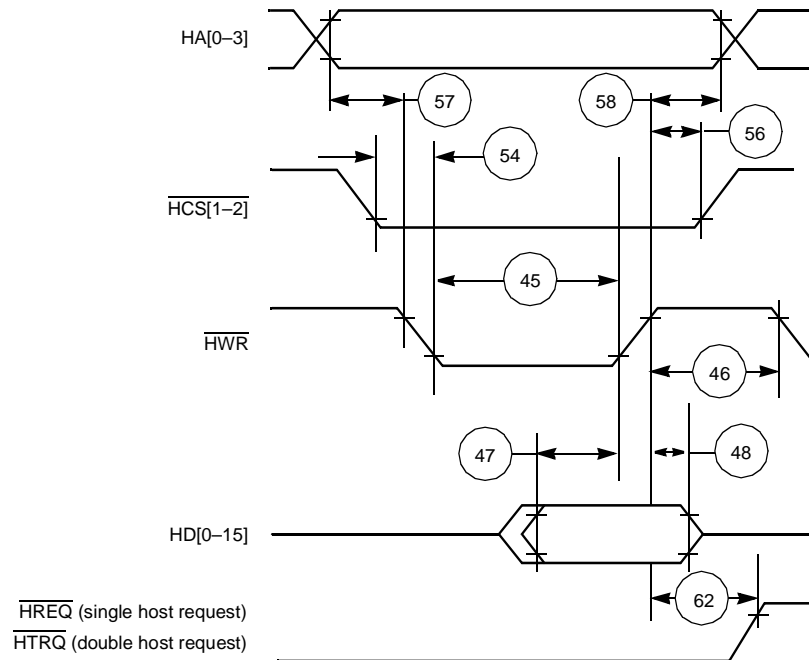 HA[0–3]
57
58
56
54
HCS[1–2]
45
HWR
46
47
48
HD[0–15]
62
HREQ (single host request)
HTRQ (double host request)